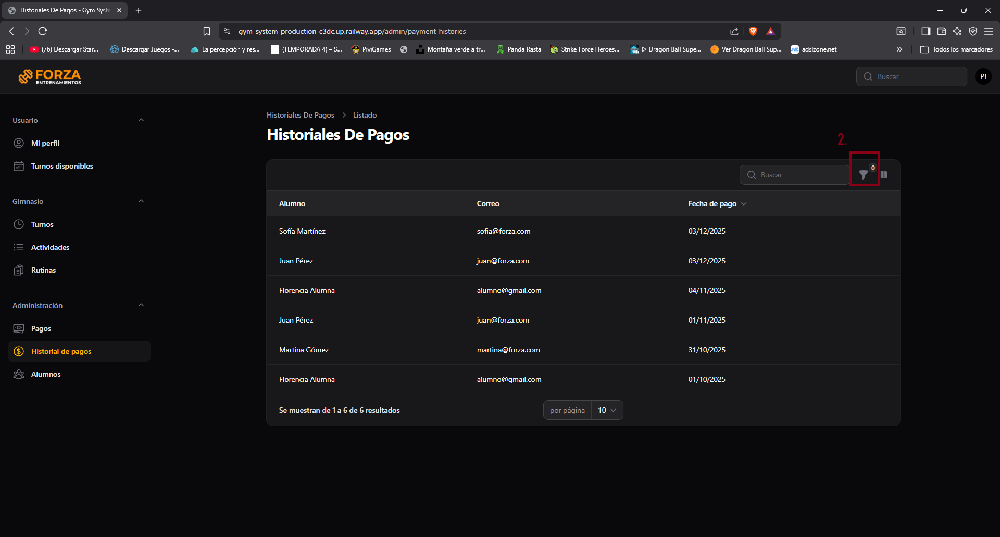 Historiales De Pagos - Gym Syste
gym-system-production-c3dc.up.railway.app/admin/payment-histories
(76) Descargar Star...
Descargar Juegos -...
La percepción y res...
(TEMPORADA 4) – S...
PiviGames
Montaña verde a tr...
Panda Rasta
Strike Force Heroes...
ᐅ Dragon Ball Supe...
Ver Dragon Ball Sup...
adslzone.net
»
Todos los marcadores
FORZA
ENTRENAMIENTOS
Buscar
PJ
Usuario
Mi perfil
Turnos disponibles
Gimnasio
Turnos
Actividades
Rutinas
Administración
Pagos
Historial de pagos
Alumnos
Historiales De Pagos > Listado
Historiales De Pagos
2.
Buscar
0
Alumno Correo Fecha de pago
Sofía Martínez sofia@forza.com 03/12/2025
Juan Pérez juan@forza.com 03/12/2025
Florencia Alumna alumno@gmail.com 04/11/2025
Juan Pérez juan@forza.com 01/11/2025
Martina Gómez martina@forza.com 31/10/2025
Florencia Alumna alumno@gmail.com 01/10/2025
Se muestran de 1 a 6 de 6 resultados
por página 10